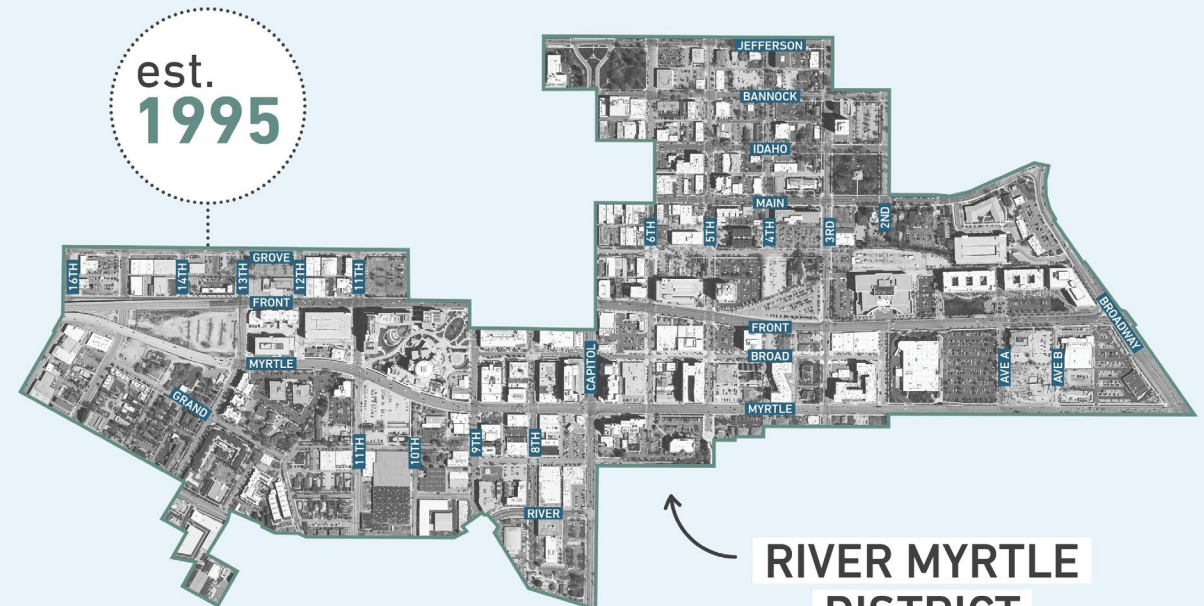 est.
1995
JEFFERSON
BANNOCK
IDAHO
MAIN
6TH
5TH
4TH
3RD
2ND
GROVE
16TH
14TH
13TH
12TH
11TH
FRONT
FRONT
BROAD
BROADWAY
MYRTLE
CAPITOL
AVE A
AVE B
GRAND
MYRTLE
11TH
10TH
9TH
8TH
RIVER
RIVER MYRTLE
DISTRICT